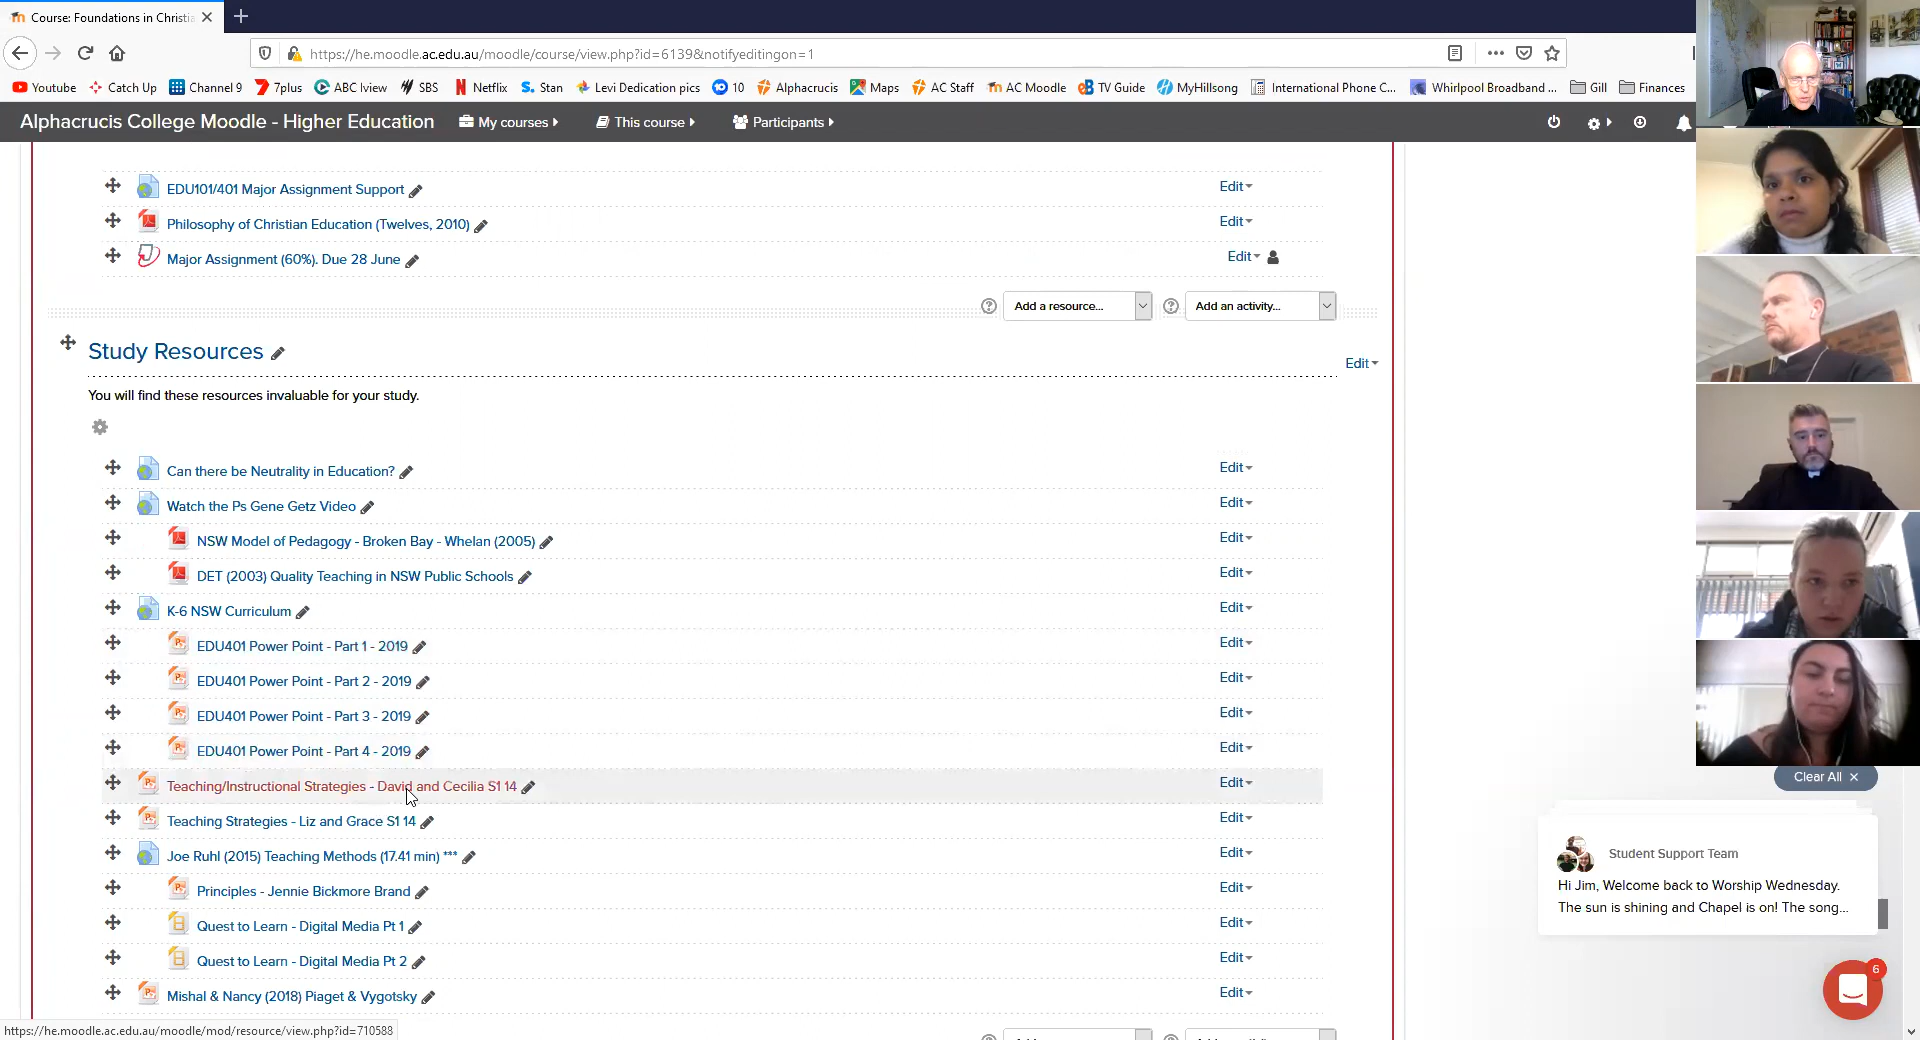 Course: Foundations in Christia
https://he.moodle.ac.edu.au/moodle/course/view.php?id=6139&notifyeditingon=1
Youtube Catch Up Channel 9 7plus ABC Iview SBS Netflix Stan Levi Dedication pics 10 Alphacrucis Maps AC Staff AC Moodle TV Guide MyHillsong International Phone C... Whirlpool Broadband ... Gill Finances
Alphacrucis College Moodle - Higher Education My courses This course Participants
EDU101/401 Major Assignment Support Edit
Philosophy of Christian Education (Twelves, 2010) Edit
Major Assignment (60%). Due 28 June Edit
Add a resource... Add an activity...
Study Resources
Edit
You will find these resources invaluable for your study.
Can there be Neutrality in Education? Edit
Watch the Ps Gene Getz Video Edit
NSW Model of Pedagogy - Broken Bay - Whelan (2005) Edit
DET (2003) Quality Teaching in NSW Public Schools Edit
K-6 NSW Curriculum Edit
EDU401 Power Point - Part 1 - 2019 Edit
EDU401 Power Point - Part 2 - 2019 Edit
EDU401 Power Point - Part 3 - 2019 Edit
EDU401 Power Point - Part 4 - 2019 Edit
Teaching/Instructional Strategies - David and Cecilia S1 14 Edit
Teaching Strategies - Liz and Grace S1 14 Edit
Joe Ruhl (2015) Teaching Methods (17.41 min) *** Edit
Principles - Jennie Bickmore Brand Edit
Quest to Learn - Digital Media Pt 1 Edit
Quest to Learn - Digital Media Pt 2 Edit
Mishal & Nancy (2018) Piaget & Vygotsky Edit
https://he.moodle.ac.edu.au/moodle/mod/resource/view.php?id=710588
Clear All
Student Support Team
Hi Jim, Welcome back to Worship Wednesday.
The sun is shining and Chapel is on! The song...
6